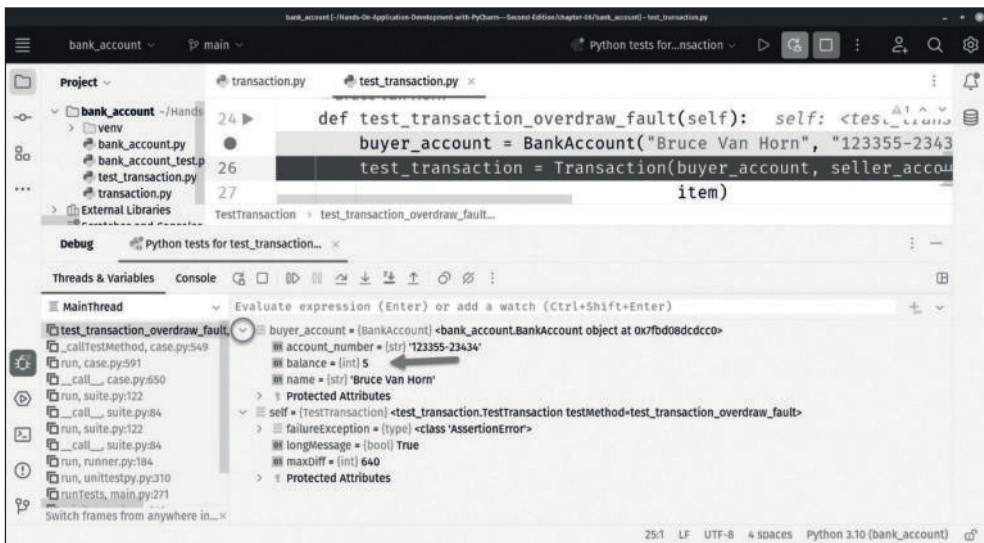 bank_account [~/Hands-On-Application-Development-with-PyCharm---Second-Edition/chapter-06/bank_account] - test_transaction.py
bank_account main Python tests for...nsaction
Project transaction.py test_transaction.py
bank_account ~/Hands
venv
bank_account.py
bank_account_test.p
test_transaction.py
transaction.py
External Libraries
24 def test_transaction_overdraw_fault(self): self: <test_trans
buyer_account = BankAccount("Bruce Van Horn", "123355-2343
26 test_transaction = Transaction(buyer_account, seller_accou
27 item)
TestTransaction > test_transaction_overdraw_fault...
Debug Python tests for test_transaction...
Threads & Variables Console
MainThread Evaluate expression (Enter) or add a watch (Ctrl+Shift+Enter)
test_transaction_overdraw_fault,
_callTestMethod, case.py:549
run, case.py:591
__call__, case.py:650
run, suite.py:122
__call__, suite.py:84
run, suite.py:122
__call__, suite.py:84
run, runner.py:184
run, unittestpy.py:310
runTests, main.py:271
Switch frames from anywhere in...
buyer_account = {BankAccount} <bank_account.BankAccount object at 0x7fbd08dcdcc0>
01 account_number = {str} '123355-23434'
01 balance = {int} 5
01 name = {str} 'Bruce Van Horn'
Protected Attributes
self = {TestTransaction} <test_transaction.TestTransaction testMethod=test_transaction_overdraw_fault>
failureException = {type} <class 'AssertionError'>
01 longMessage = {bool} True
01 maxDiff = {int} 640
Protected Attributes
25:1 LF UTF-8 4 spaces Python 3.10 (bank_account)